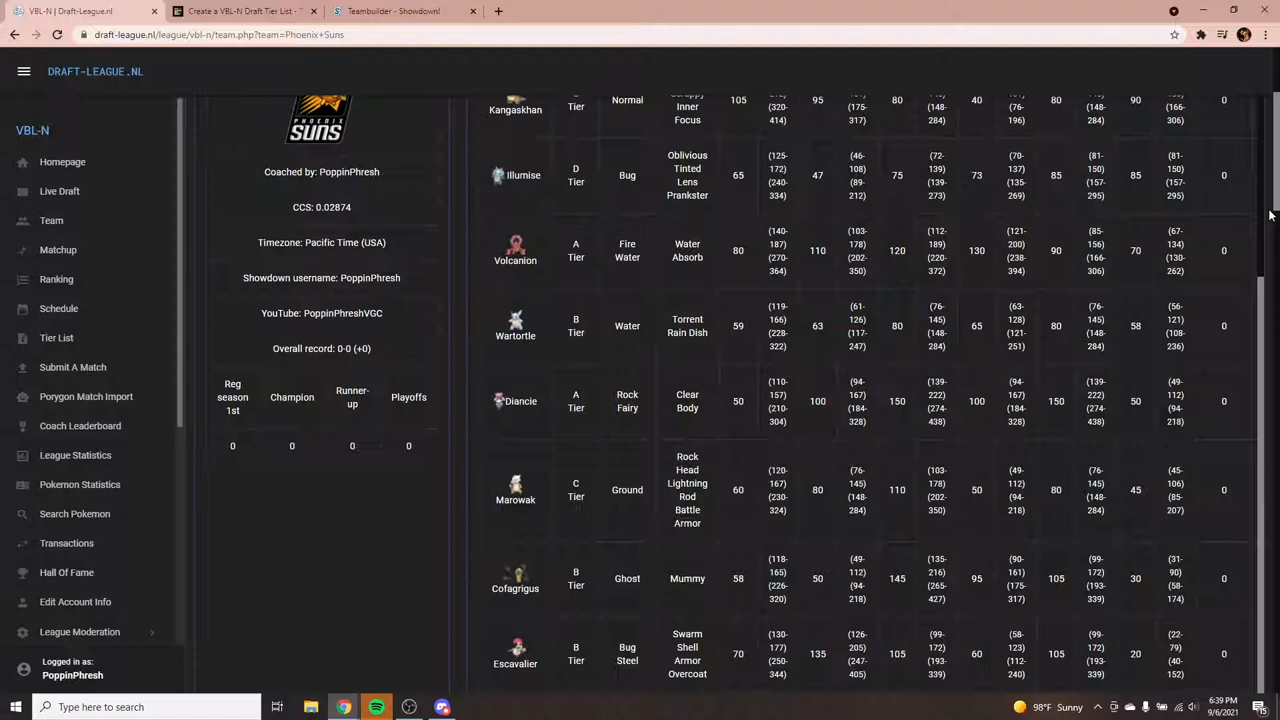 VBL-N | Draft-League.nl
Create a VBL-N Draft Tier List -
Teambuilder - Showdown!
draft-league.nl/league/vbl-n/team.php?team=Phoenix+Suns
DRAFT-LEAGUE.NL
VBL-N
Homepage
Live Draft
Team
Matchup
Ranking
Schedule
Tier List
Submit A Match
Porygon Match Import
Coach Leaderboard
League Statistics
Pokemon Statistics
Search Pokemon
Transactions
Hall Of Fame
Edit Account Info
League Moderation
Logged in as:
PoppinPhresh
PHOENIX
SUNS
Coached by: PoppinPhresh
CCS: 0.02874
Timezone: Pacific Time (USA)
Showdown username: PoppinPhresh
YouTube: PoppinPhreshVGC
Overall record: 0-0 (+0)
Reg season 1st Champion Runner-up Playoffs
0 0 0 0
Kangaskhan Tier Normal Inner Focus 105 (320-414) 95 (175-317) 80 (148-284) 40 (76-196) 80 (148-284) 90 (166-306) 0
Illumise D Tier Bug Oblivious Tinted Lens Prankster 65 (125-172) (240-334) 47 (46-108) (89-212) 75 (72-139) (139-273) 73 (70-137) (135-269) 85 (81-150) (157-295) 85 (81-150) (157-295) 0
Volcanion A Tier Fire Water Water Absorb 80 (140-187) (270-364) 110 (103-178) (202-350) 120 (112-189) (220-372) 130 (121-200) (238-394) 90 (85-156) (166-306) 70 (67-134) (130-262) 0
Wartortle B Tier Water Torrent Rain Dish 59 (119-166) (228-322) 63 (61-126) (117-247) 80 (76-145) (148-284) 65 (63-128) (121-251) 80 (76-145) (148-284) 58 (56-121) (108-236) 0
Diancie A Tier Rock Fairy Clear Body 50 (110-157) (210-304) 100 (94-167) (184-328) 150 (139-222) (274-438) 100 (94-167) (184-328) 150 (139-222) (274-438) 50 (49-112) (94-218) 0
Marowak C Tier Ground Rock Head Lightning Rod Battle Armor 60 (120-167) (230-324) 80 (76-145) (148-284) 110 (103-178) (202-350) 50 (49-112) (94-218) 80 (76-145) (148-284) 45 (45-106) (85-207) 0
Cofagrigus B Tier Ghost Mummy 58 (118-165) (226-320) 50 (49-112) (94-218) 145 (135-216) (265-427) 95 (90-161) (175-317) 105 (99-172) (193-339) 30 (31-90) (58-174) 0
Escavalier B Tier Bug Steel Swarm Shell Armor Overcoat 70 (130-177) (250-344) 135 (126-205) (247-405) 105 (99-172) (193-339) 60 (58-123) (112-240) 105 (99-172) (193-339) 20 (22-79) (40-152) 0
Type here to search
98°F Sunny
6:39 PM
9/6/2021
15